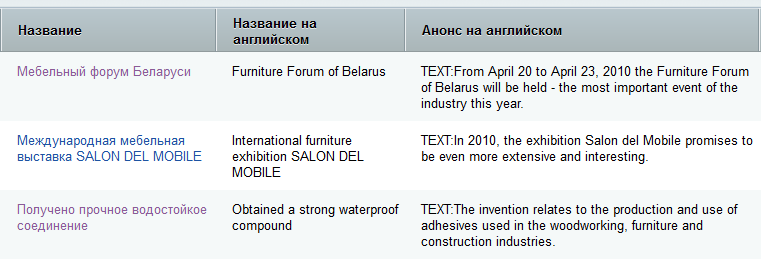 Название
Название на
английском
Анонс на английском
Мебельный форум Беларуси
Furniture Forum of Belarus
TEXT:From April 20 to April 23, 2010 the Furniture Forum
of Belarus will be held - the most important event of the
industry this year.
Международная мебельная
выставка SALON DEL MOBILE
International furniture
exhibition SALON DEL
MOBILE
TEXT:In 2010, the exhibition Salon del Mobile promises to
be even more extensive and interesting.
Получено прочное водостойкое
соединение
Obtained a strong waterproof
compound
TEXT:The invention relates to the production and use of
adhesives used in the woodworking, furniture and
construction industries.